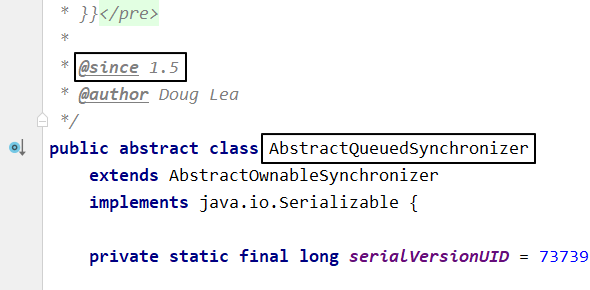 * }}</pre>
*
* @since 1.5
* @author Doug Lea
*/
public abstract class AbstractQueuedSynchronizer
extends AbstractOwnableSynchronizer
implements java.io.Serializable {
private static final long serialVersionUID = 73739